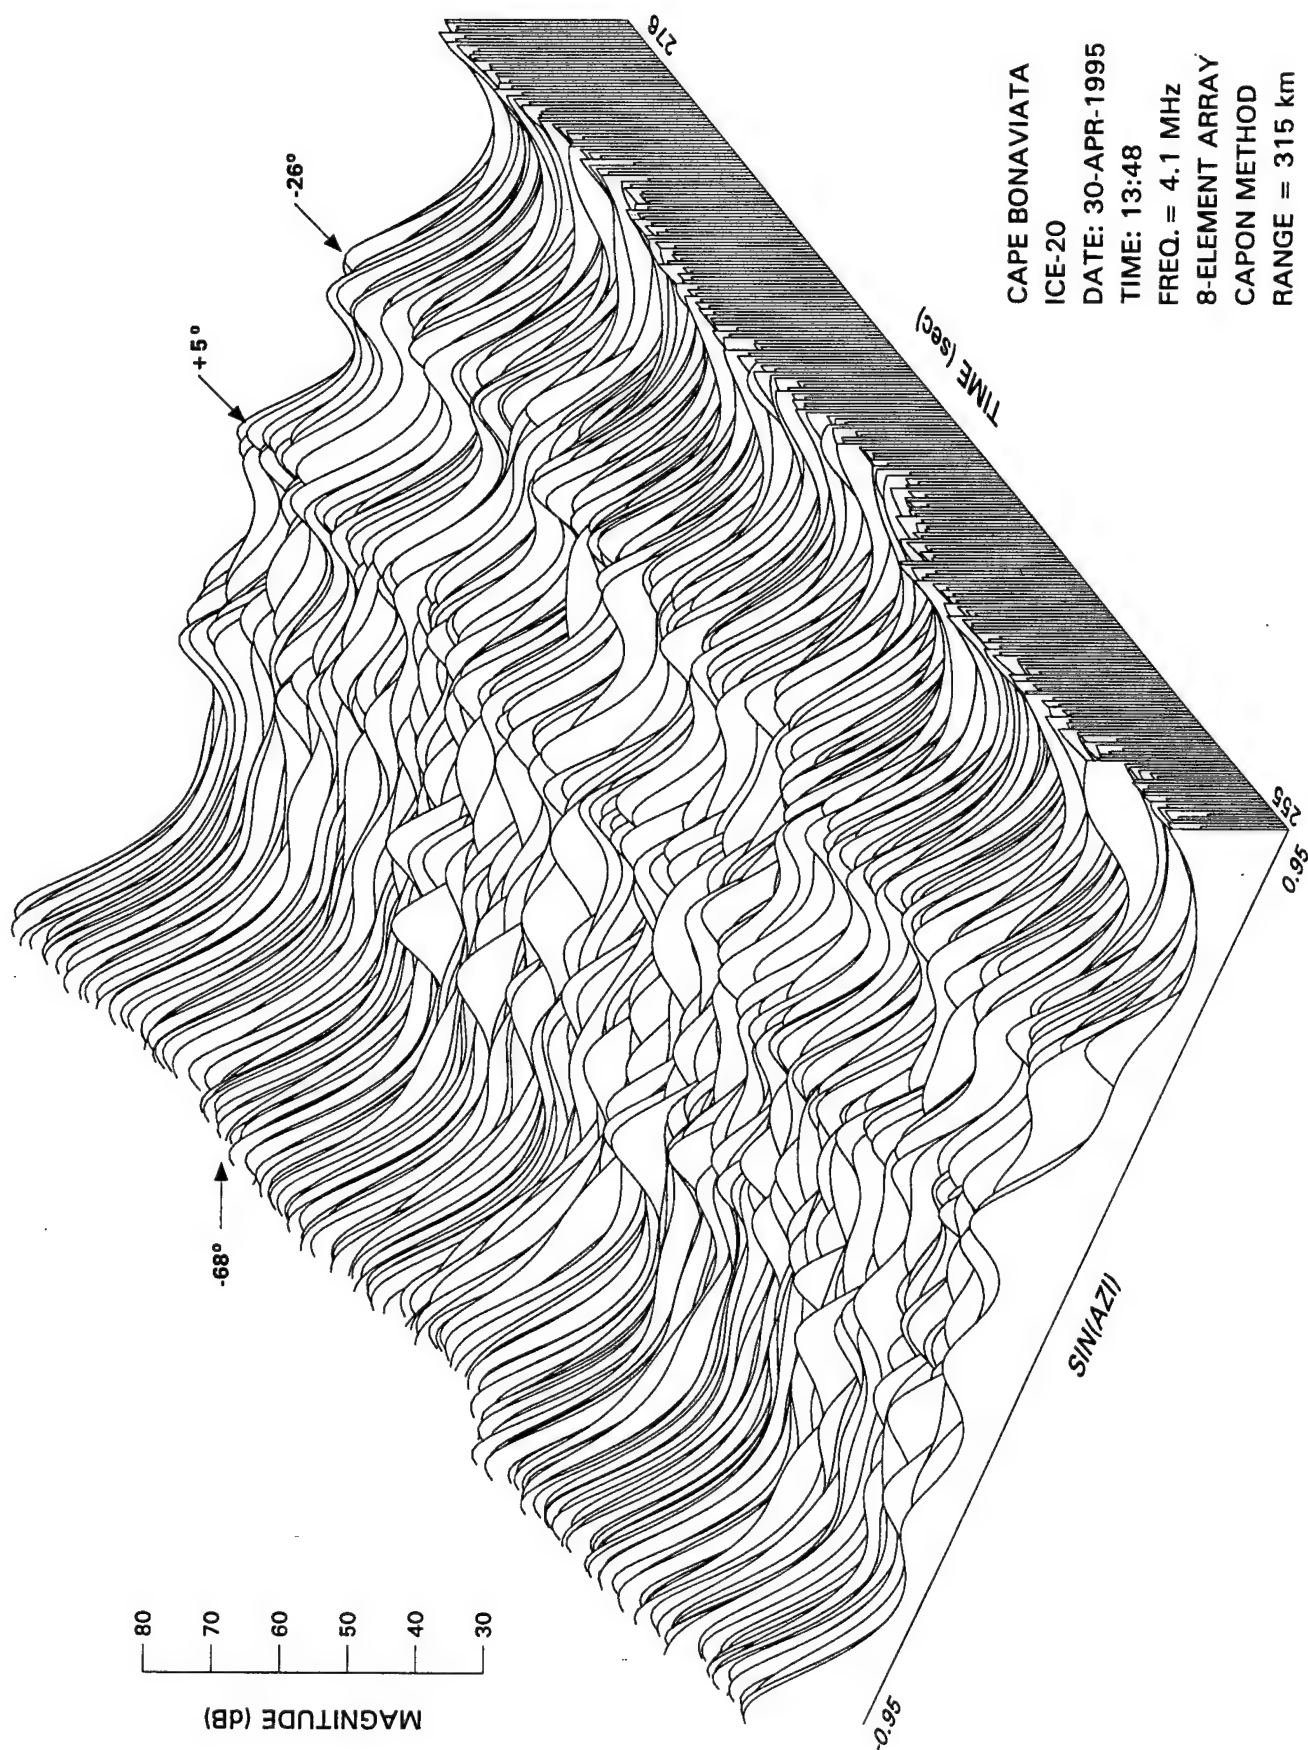 -68°
+5°
-26°
MAGNITUDE (dB)
80
70
60
50
40
30
-0.95
SIN(AZI)
0.95
255
TIME (sec)
276
CAPE BONAVIATA
ICE-20
DATE: 30-APR-1995
TIME: 13:48
FREQ. = 4.1 MHz
8-ELEMENT ARRAY
CAPON METHOD
RANGE = 315 km